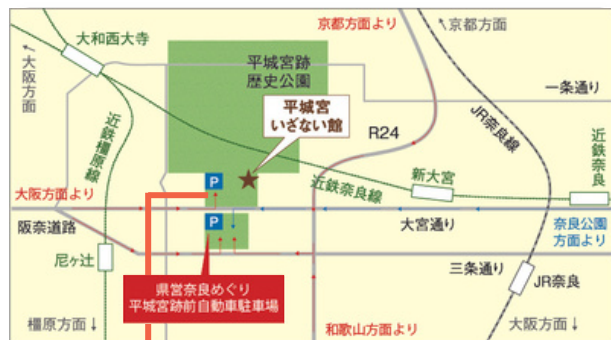 京都方面より
↑京都方面
大和西大寺
↑大阪方面
平城宮跡
歴史公園
平城宮
いざない館
一条通り
近鉄橿原線
R24
JR奈良線
近鉄奈良
P
新大宮
近鉄奈良線
大阪方面より
P
大宮通り
奈良公園
方面より
阪奈道路
尼ヶ辻
三条通り
県営奈良めぐり
平城宮跡前自動車駐車場
JR奈良
橿原方面↓
和歌山方面より
大阪方面↓